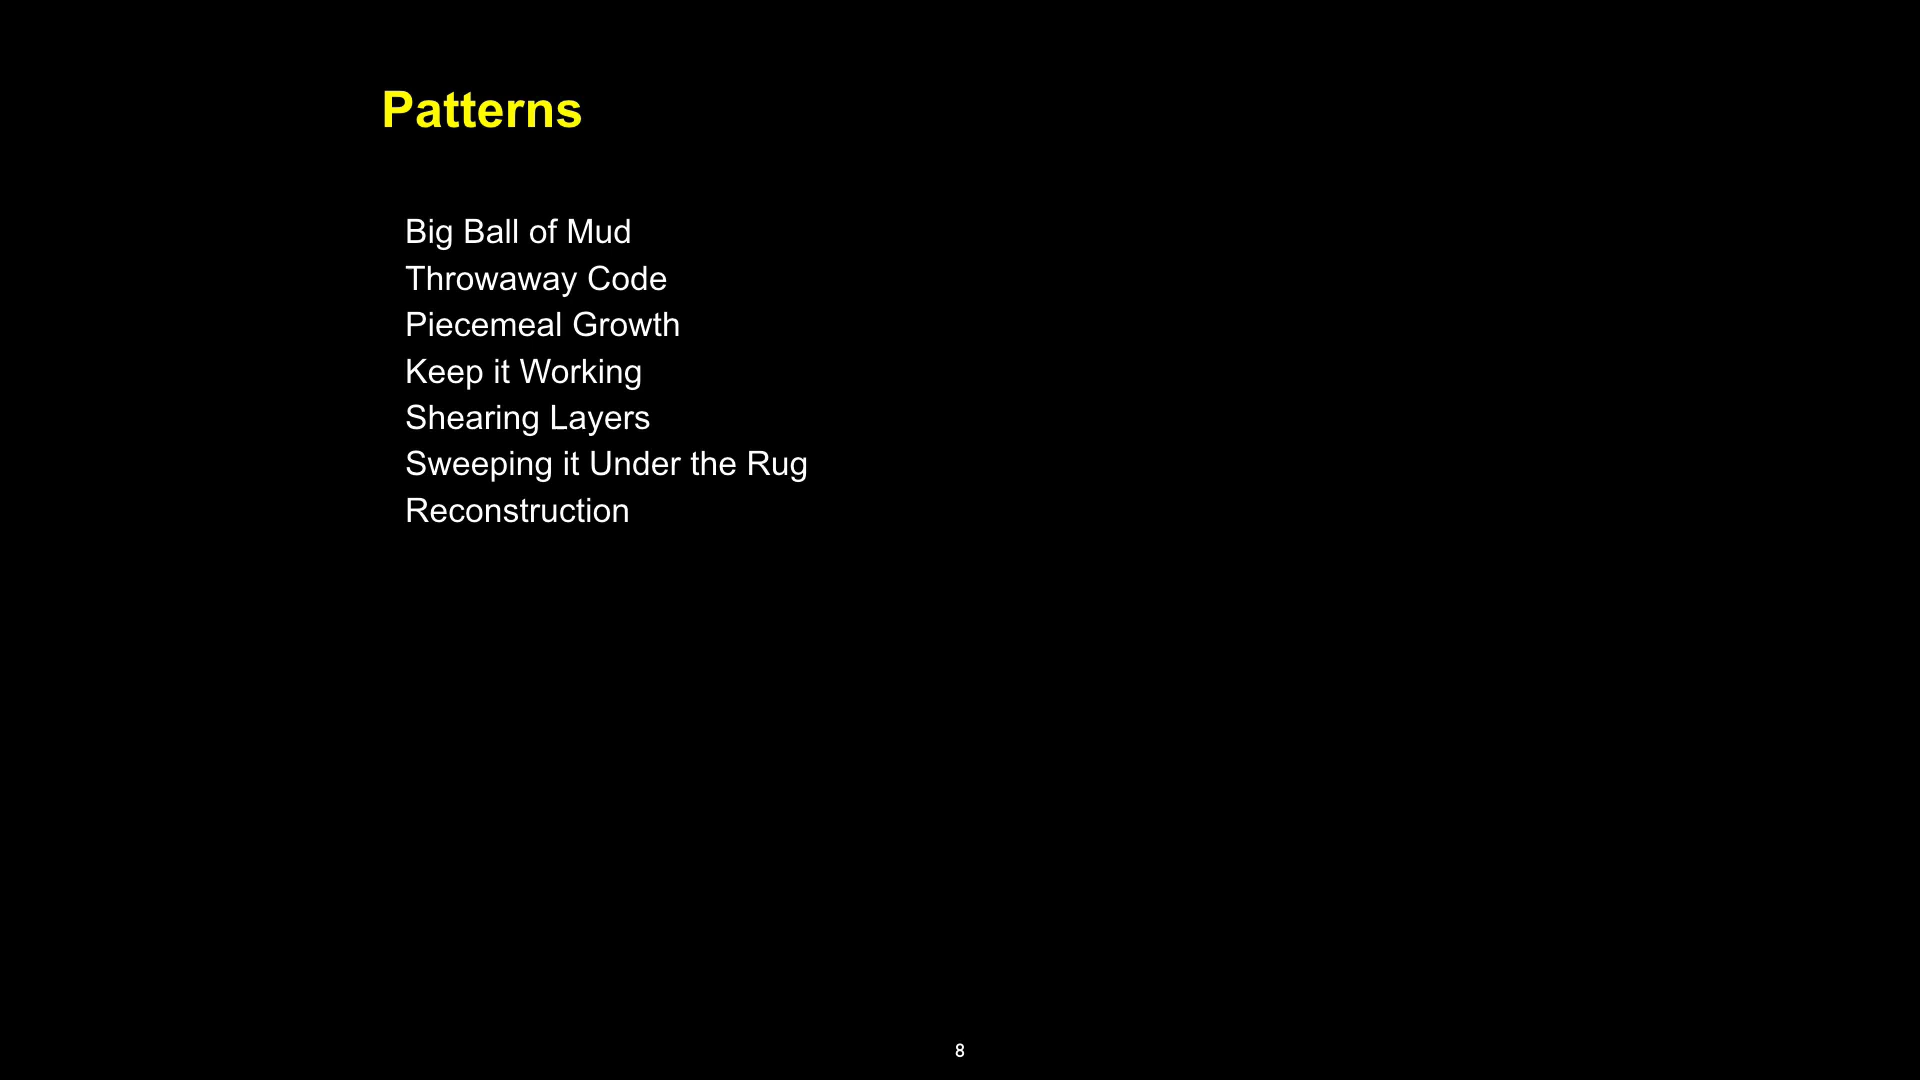 Patterns
Big Ball of Mud
Throwaway Code
Piecemeal Growth
Keep it Working
Shearing Layers
Sweeping it Under the Rug
Reconstruction
8